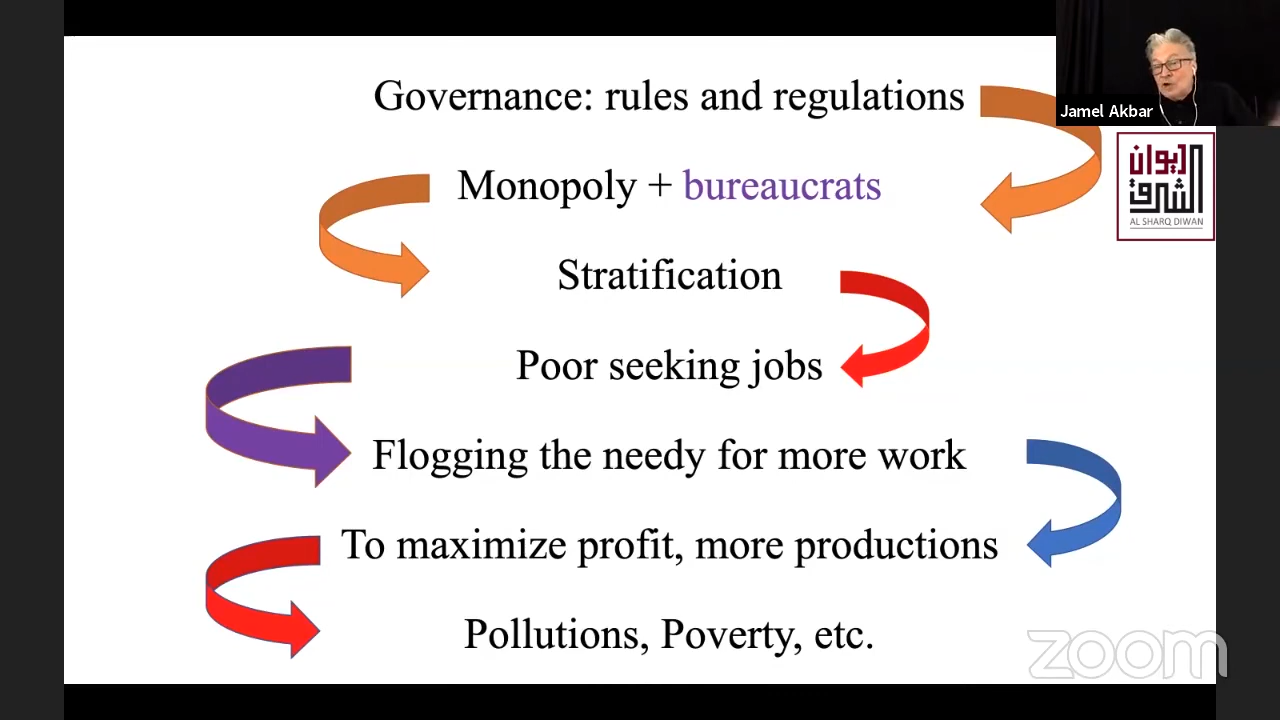 Governance: rules and regulations
Jamel Akbar
Monopoly + bureaucrats
الشرق
ديوان
AL SHARQ DIWAN
Stratification
Poor seeking jobs
Flogging the needy for more work
To maximize profit, more productions
Pollutions, Poverty, etc.
zoom